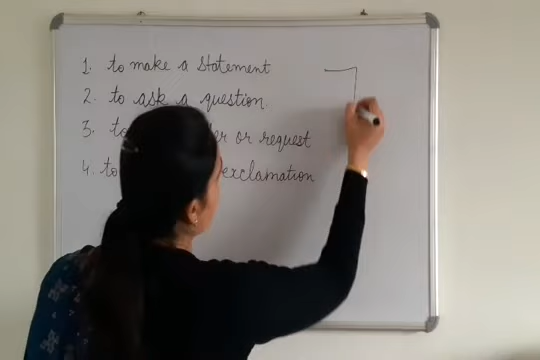 1. to make a statement
2. to ask a question.
3. to or request
4. to exclamation